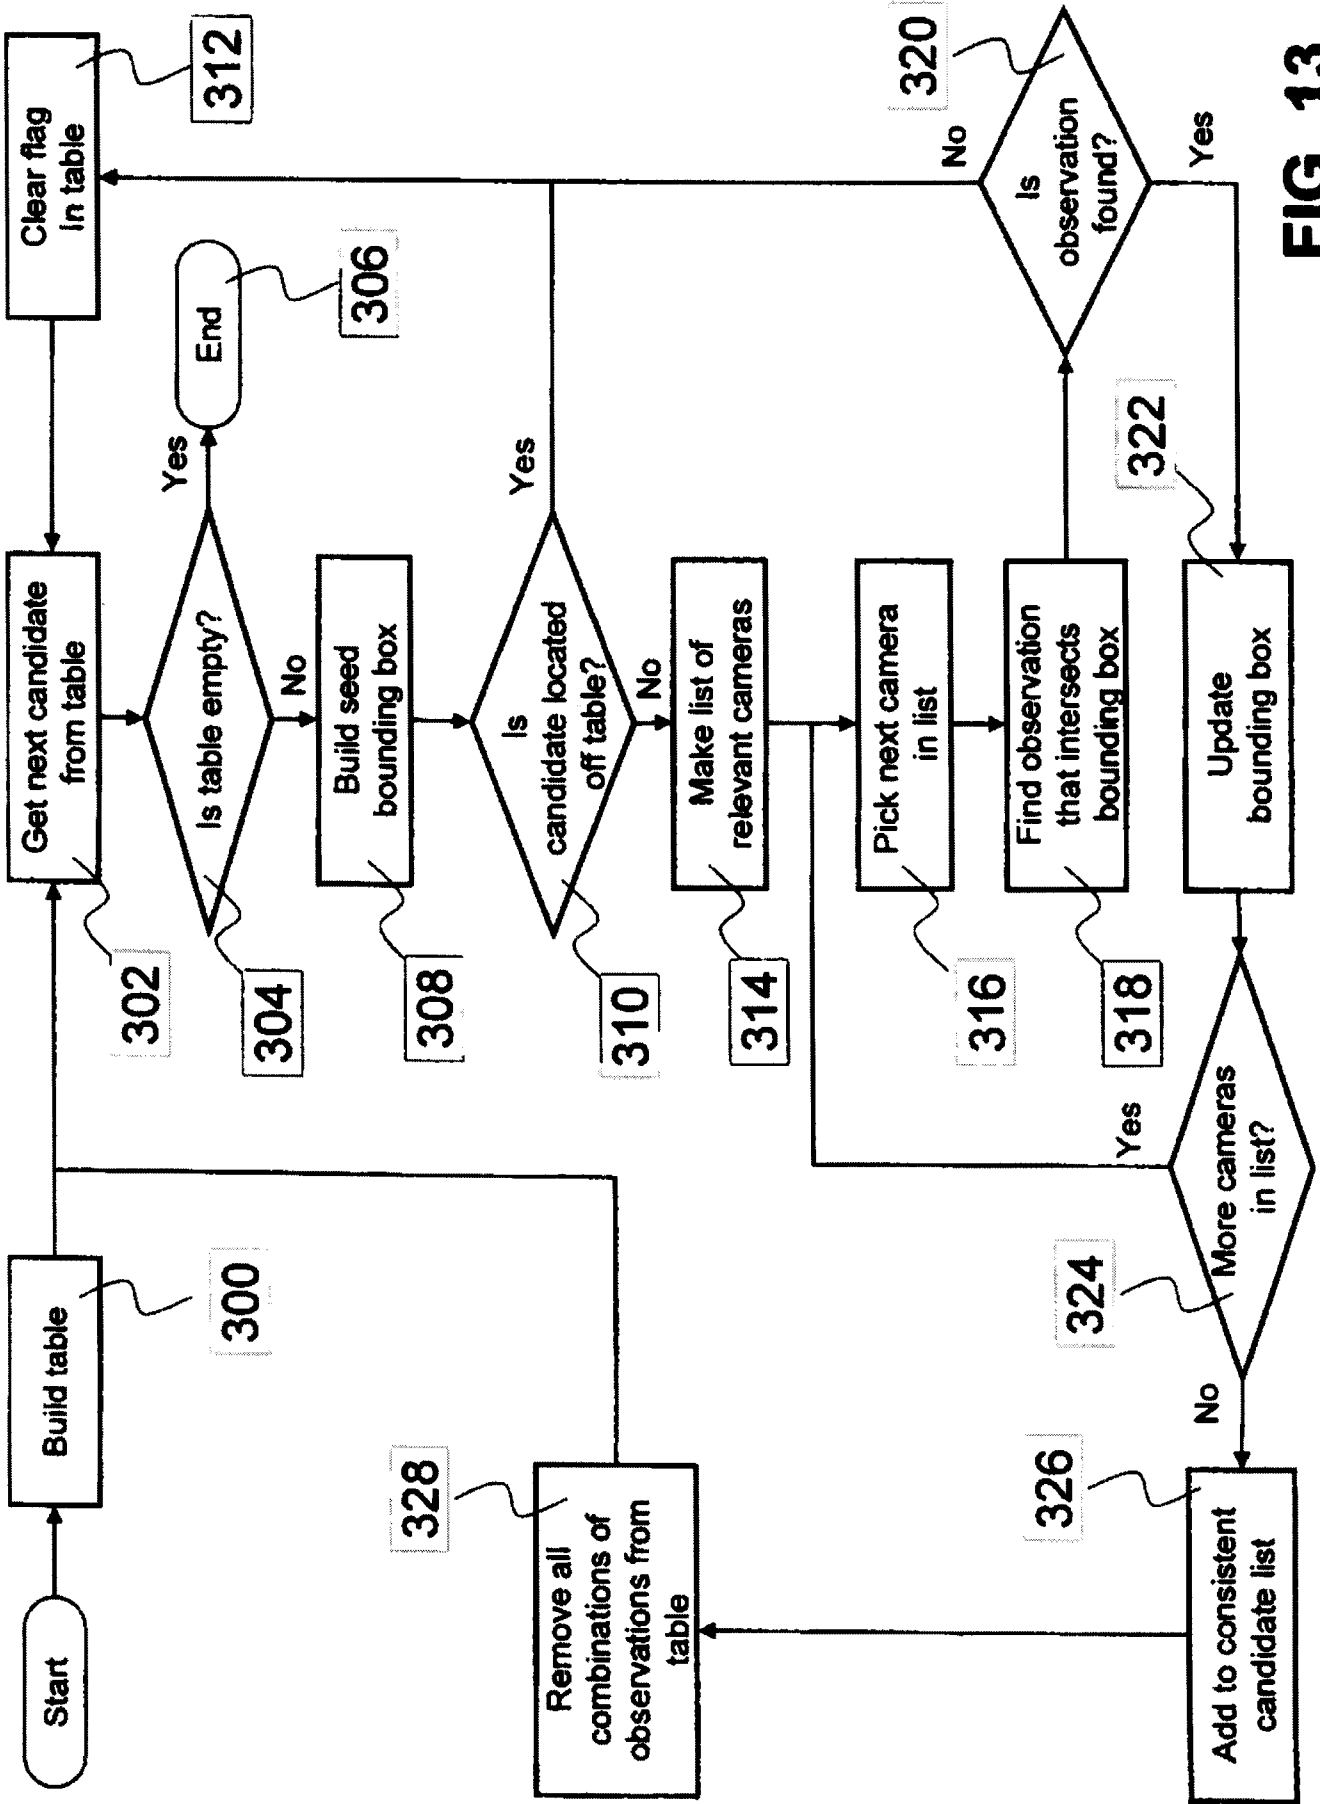 Start
Build table
300
Get next candidate
from table
302
Clear flag
in table
312
Is table empty?
304
Yes
End
306
No
Build seed
bounding box
308
Is
candidate located
off table?
310
Yes
No
Make list of
relevant cameras
314
Pick next camera
in list
316
Find observation
that intersects
bounding box
318
Is
observation
found?
320
No
Yes
Update
bounding box
322
More cameras
in list?
324
Yes
No
Add to consistent
candidate list
326
Remove all
combinations of
observations from
table
328
FIG 13